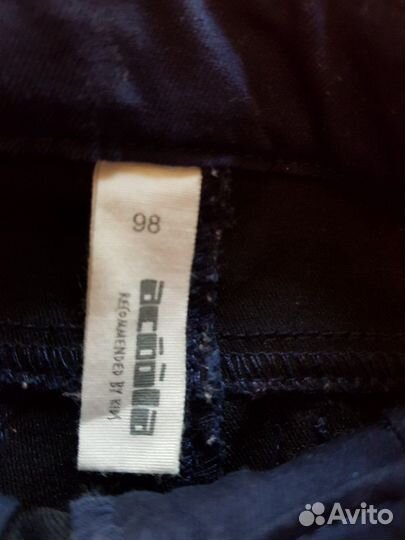 98
acoola
RECOMMENDED BY KIDS
Avito